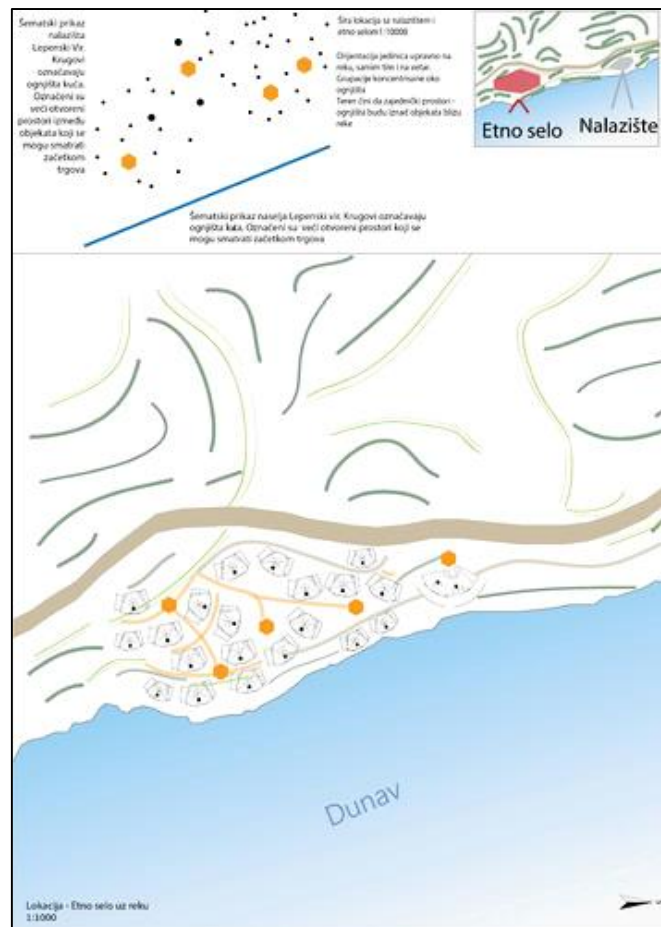 Šematski prikaz
nalazišta
Lepenski Vir.
Krugovi
označavaju
ognjišta kuća.
Označeni su
veći otvoreni
prostori između
objekata koji se
mogu smatrati
začetkom
trgova
Šira lokacija sa nalazištem i
etno selom1:10000
Orijentacija jedinica upravno na
reku, samim tim i na vetar.
Grupacije koncentrisane oko
ognjišta
Teren čini da zajednički prostori -
ognjišta budu iznad objekata blizu
reke
Etno selo
Nalazište
Šematski prikaz naselja Lepenski vir. Krugovi označavaju
ognjišta kuća. Označeni su veći otvoreni prostori koji se
mogu smatrati začetkom trgova
Dunav
Lokacija - Etno selo uz reku
1:1000